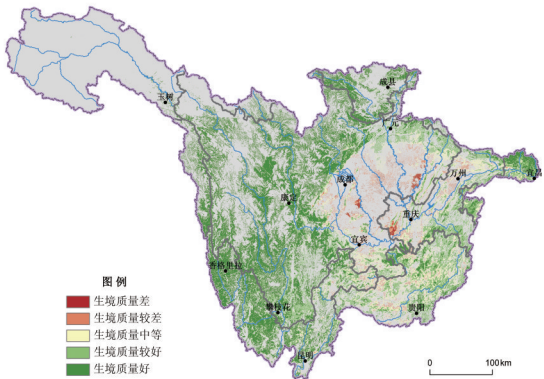 成县
玉树
广元
成都
万州
宜昌
康定
重庆
宜宾
香格里拉
贵阳
攀枝花
昆明
图 例
生境质量差
生境质量较差
生境质量中等
生境质量较好
生境质量好
0 100 km